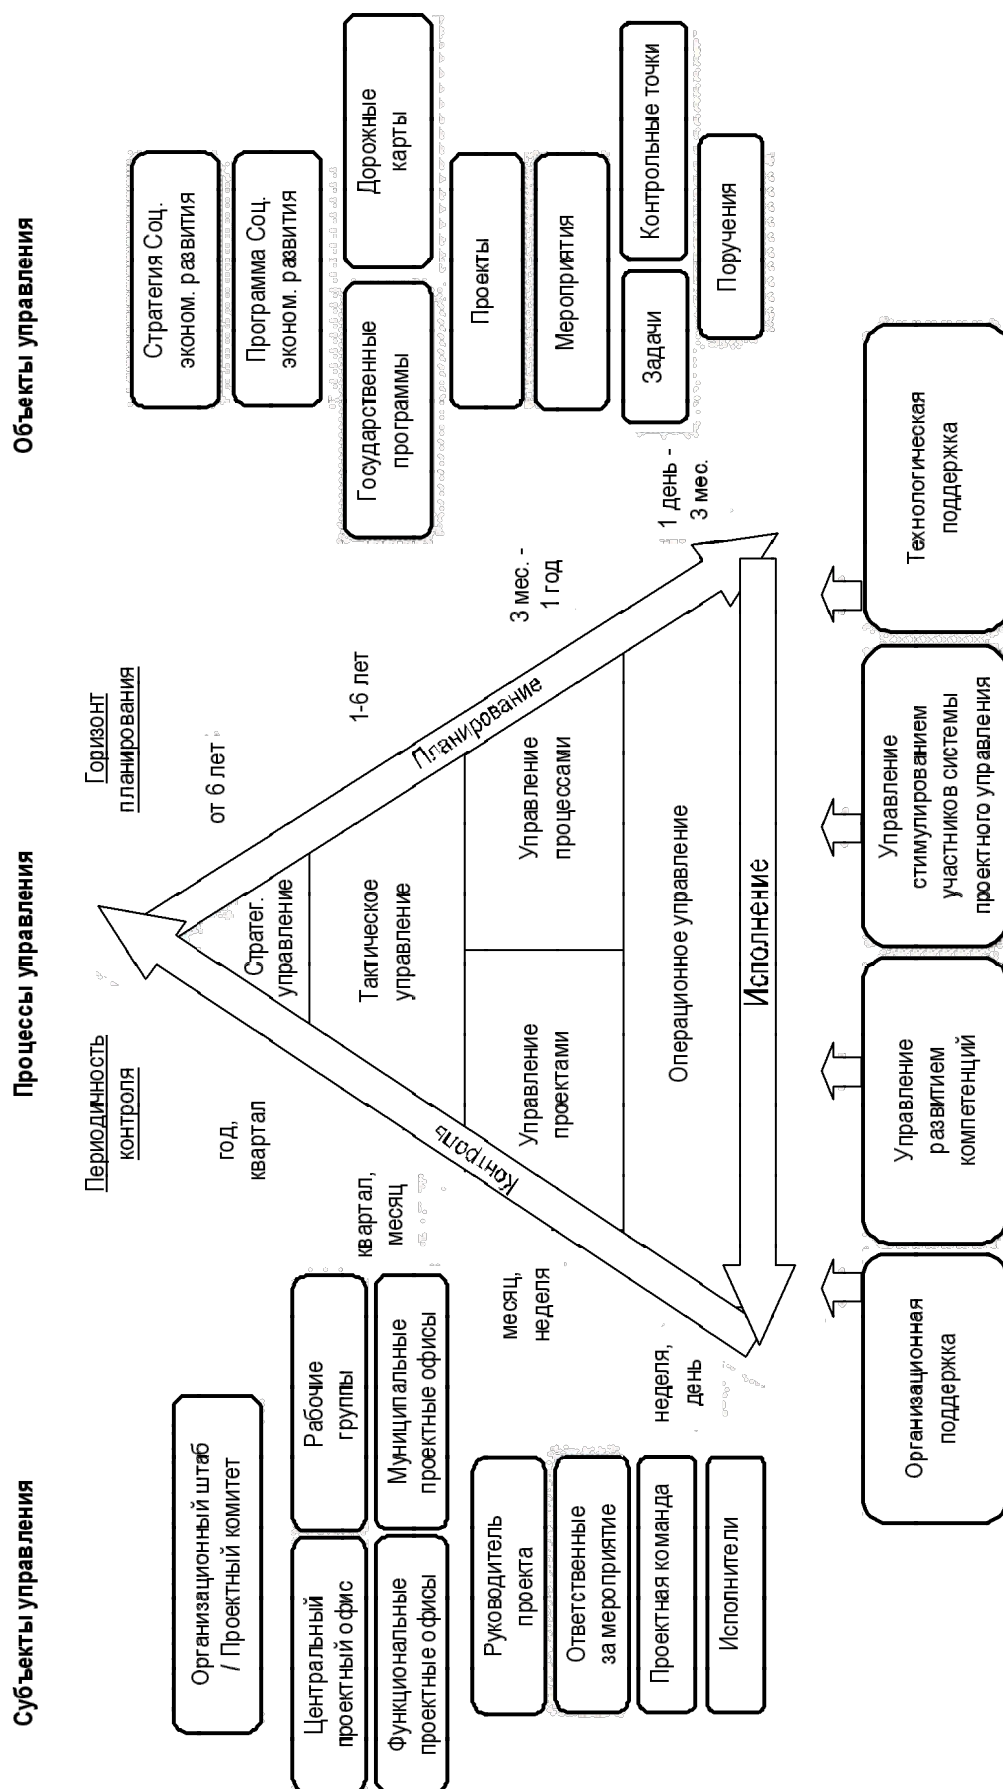 Субъекты управления
Процессы управления
Объекты управления
Организационный штаб
/ Проектный комитет
Центральный
проектный офис
Рабочие
группы
Функциональные
проектные офисы
Муниципальные
проектные офисы
Руководитель
проекта
Ответственные
за мероприятие
Проектная команда
Исполнители
Периодичность
контроля
год,
квартал
квартал,
месяц
месяц,
неделя
неделя,
день
Контроль
Стратег.
управление
Тактическое
управление
Управление
проектами
Управление
процессами
Операционное управление
Исполнение
Планирование
Горизонт
планирования
от 6 лет
1-6 лет
3 мес. -
1 год
1 день -
3 мес.
Стратегия Соц.
эконом. развития
Программа Соц.
эконом. развития
Государственные
программы
Дорожные
карты
Проекты
Мероприятия
Задачи
Контрольные точки
Поручения
Организационная
поддержка
Управление
развитием
компетенций
Управление
стимулированием
участников системы
проектного управления
Технологическая
поддержка